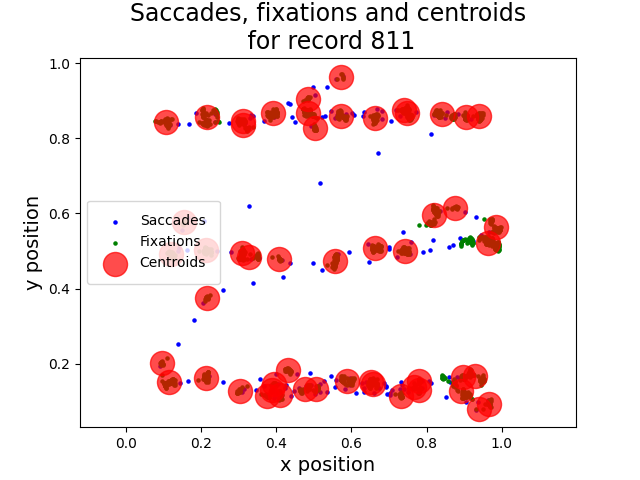 Saccades, fixations and centroids
for record 811
1.0
0.8
0.6
0.4
0.2
y position
Saccades
Fixations
Centroids
0.0 0.2 0.4 0.6 0.8 1.0
x position